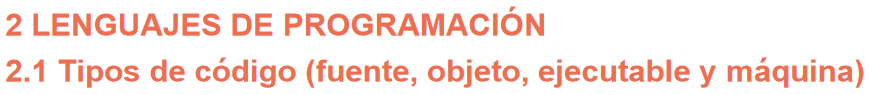 2 LENGUAJES DE PROGRAMACIÓN
2.1 Tipos de código (fuente, objeto, ejecutable y máquina)